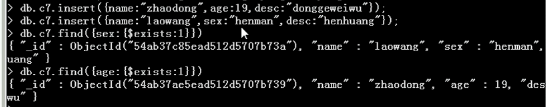 > db.c7.insert({name:"zhaodong",age:19,desc:"donggeweiwu"});
> db.c7.insert({name:"laowang",sex:"henman",desc:"henhuang"});
> db.c7.find({sex:{$exists:1}})
{ "_id" : ObjectId("54ab37c85ead512d5707b73a"), "name" : "laowang", "sex" : "henman",
uang" }
> db.c7.find({age:{$exists:1}})
{ "_id" : ObjectId("54ab37ae5ead512d5707b739"), "name" : "zhaodong", "age" : 19, "des
wu" }